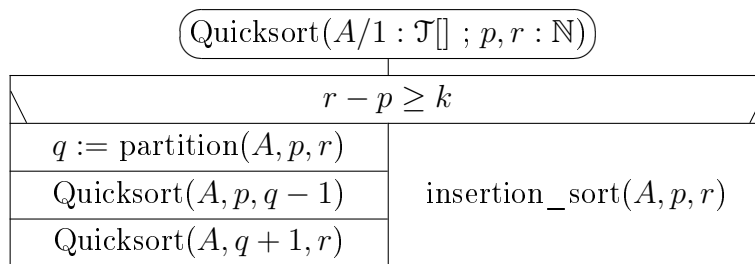 Quicksort(A/1 : 𝒯[] ; p, r : ℕ)
r − p ≥ k
q := partition(A, p, r)
Quicksort(A, p, q − 1)
Quicksort(A, q + 1, r)
insertion_sort(A, p, r)